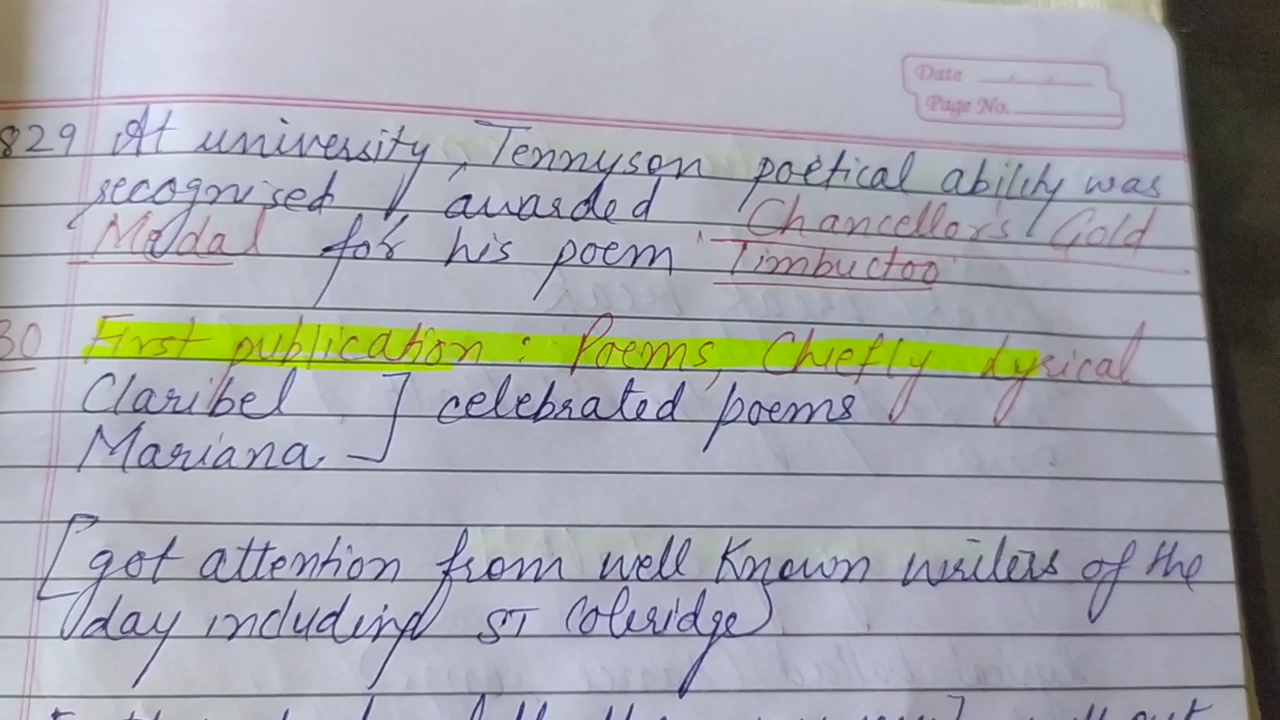 Date
Page No.
829 At university, Tennyson poetical ability was
recognised / awarded Chancellor's Gold
Medal for his poem 'Timbuctoo'
30 First publication : Poems, Chiefly Lyrical
Claribel ] celebrated poems
Mariana
[got attention from well known writers of the
day including ST Coleridge]